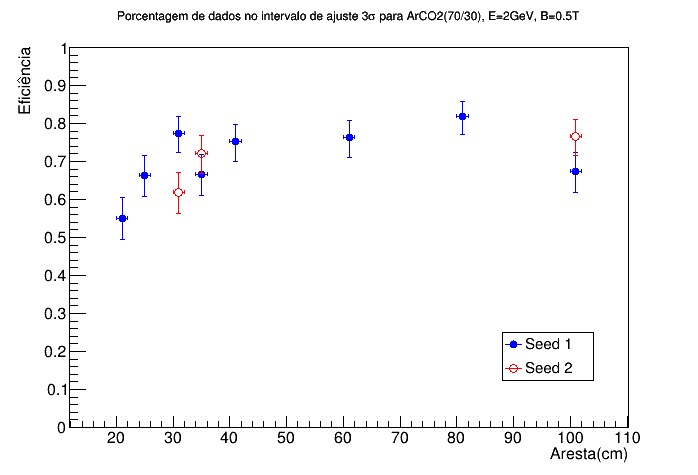 Porcentagem de dados no intervalo de ajuste 3σ para ArCO2(70/30), E=2GeV, B=0.5T
Eficiência
1
0.9
0.8
0.7
0.6
0.5
0.4
0.3
0.2
0.1
0
Seed 1
Seed 2
20 30 40 50 60 70 80 90 100 110
Aresta(cm)